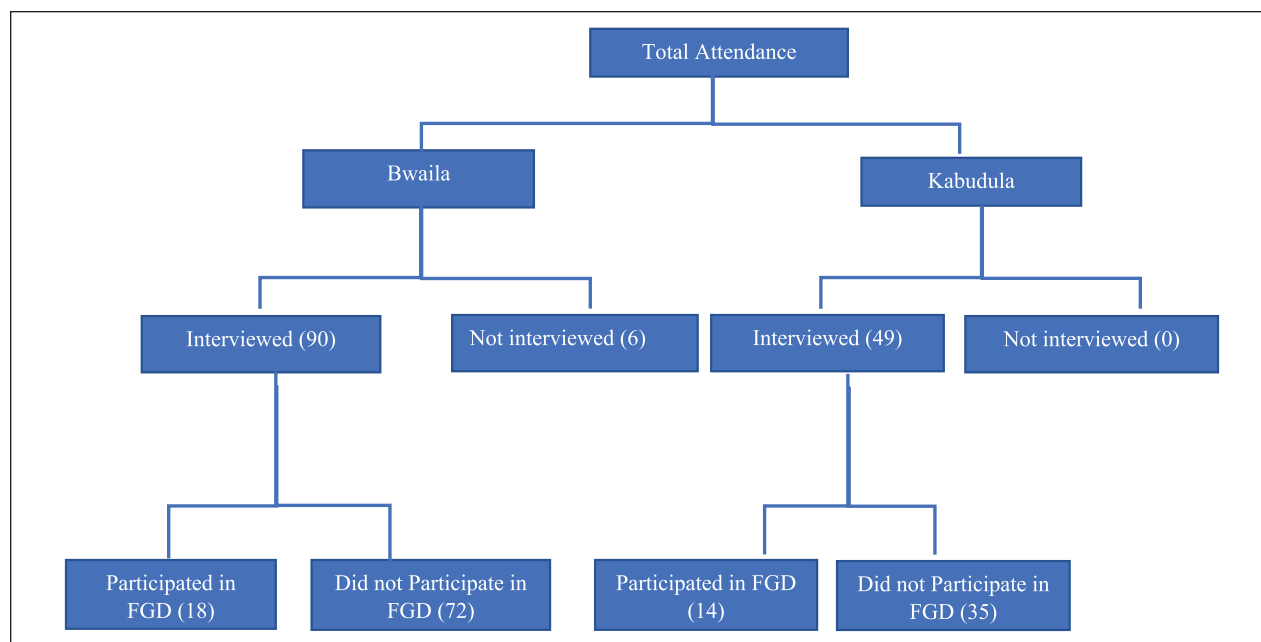 Total Attendance
Bwaila
Kabudula
Interviewed (90)
Not interviewed (6)
Interviewed (49)
Not interviewed (0)
Participated in
FGD (18)
Did not Participate in
FGD (72)
Participated in FGD
(14)
Did not Participate in
FGD (35)